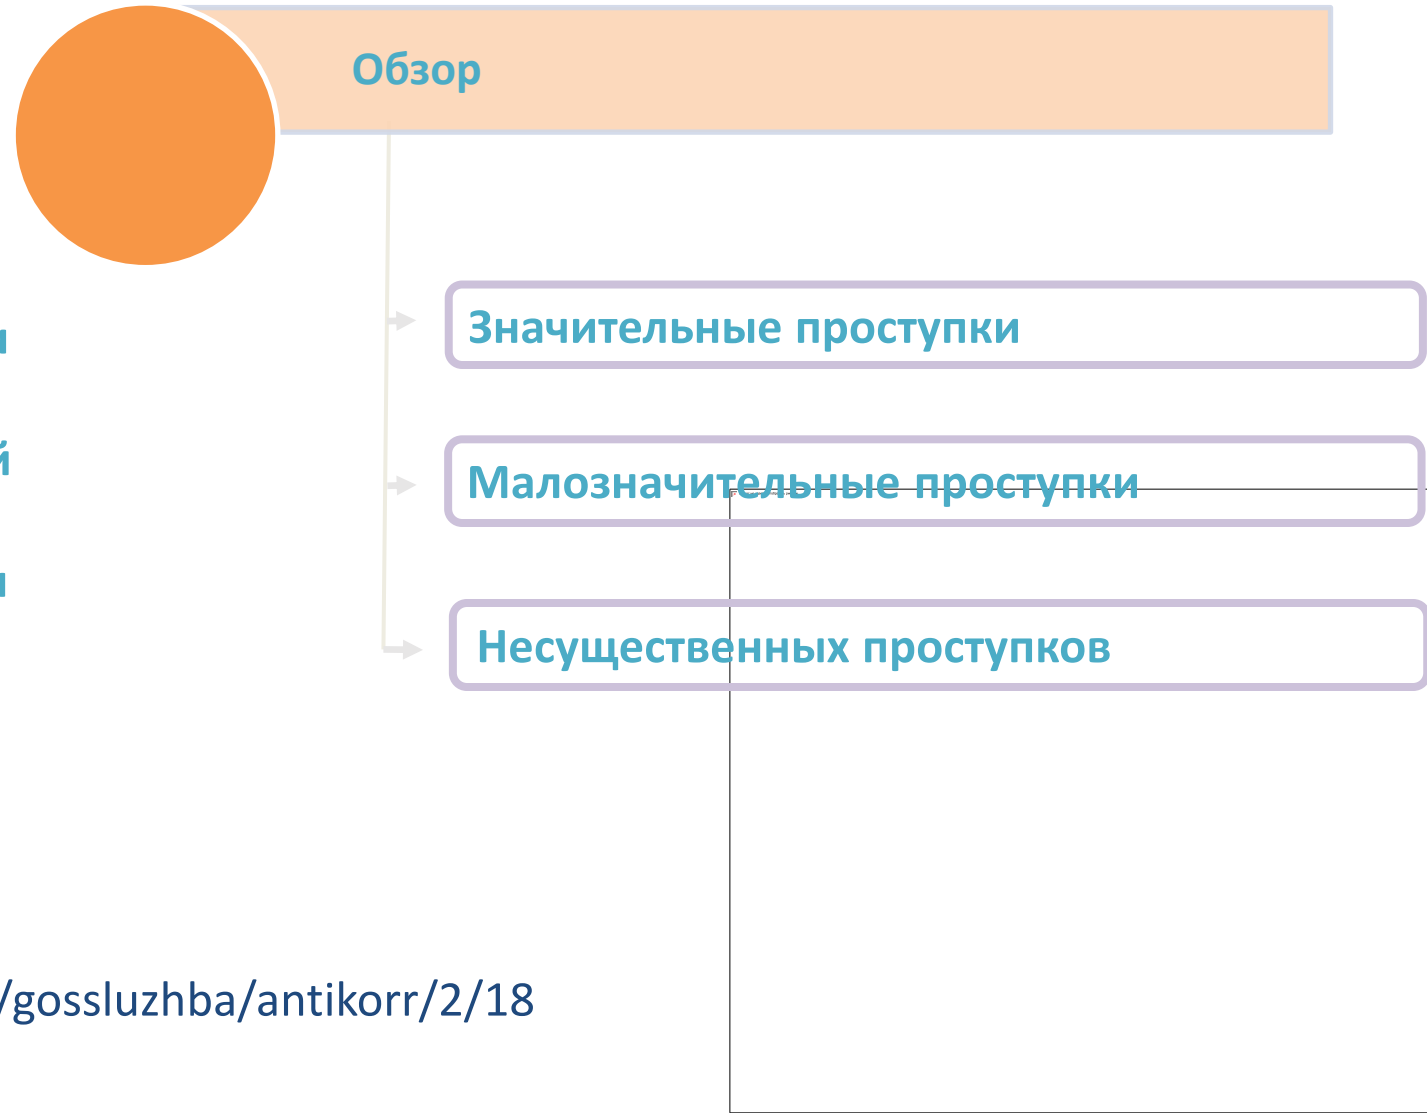 Обзор
Значительные проступки
Малозначительные проступки
Несущественных проступков
/gossluzhba/antikorr/2/18